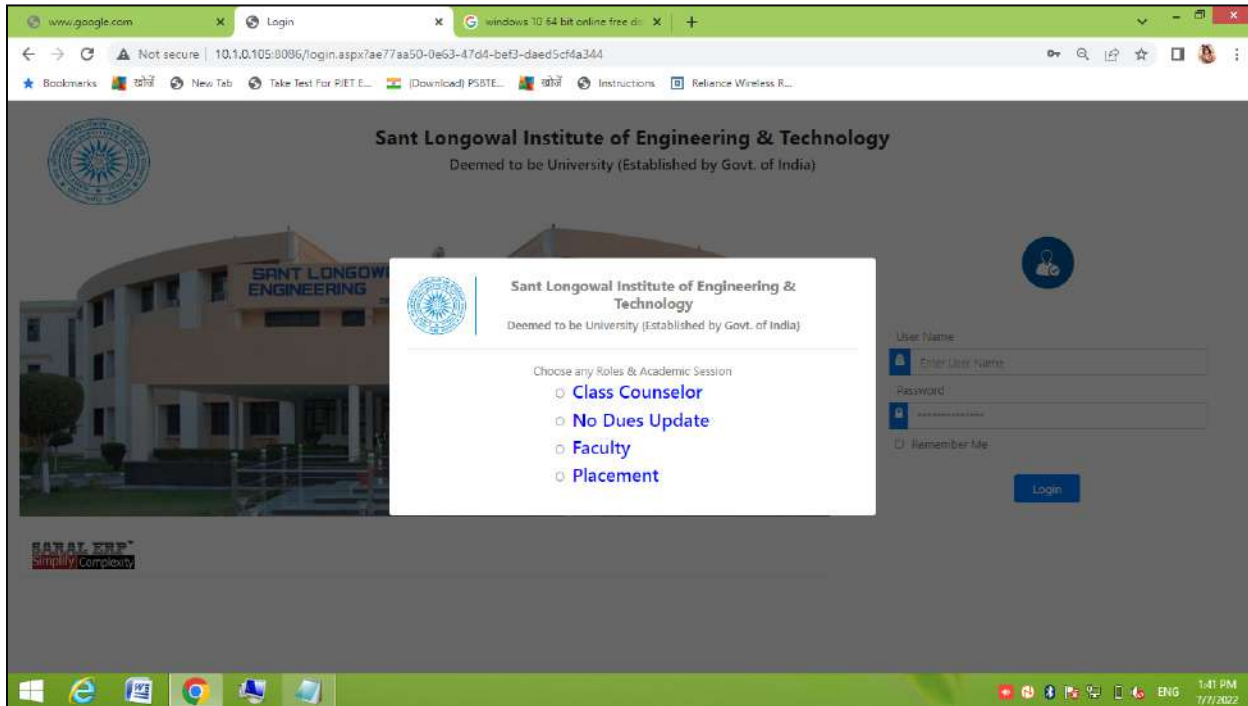 www.google.com
Login
windows 10 64 bit online free do
Not secure
10.1.0.105:8086/login.aspx?ae77aa50-0e63-47d4-bef3-daed5cf4a344
Bookmarks
खोजें
New Tab
Take Test For PJET E...
(Download) PSBTE...
खोजें
Instructions
Reliance Wireless R...
Sant Longowal Institute of Engineering & Technology
Deemed to be University (Established by Govt. of India)
SANT LONGOW
ENGINEERING
Sant Longowal Institute of Engineering &
Technology
Deemed to be University (Established by Govt. of India)
Choose any Roles & Academic Session
Class Counselor
No Dues Update
Faculty
Placement
User Name
Enter User Name
Password
Remember Me
Login
SARAL ERP
Simplify Complexity
ENG
1:41 PM
7/7/2022